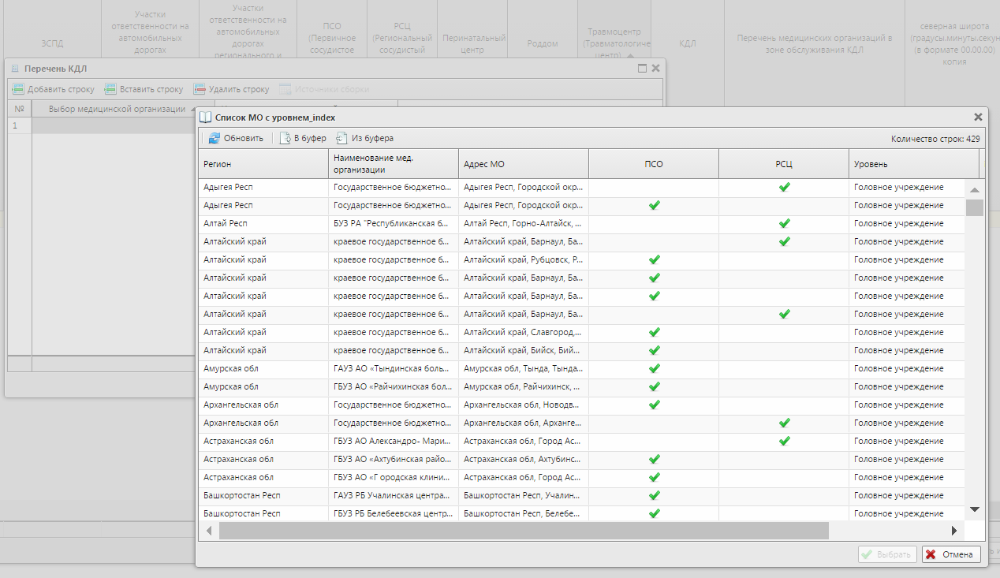 ЗСПД
Участки
ответственности на
автомобильных
дорогах
Участки
ответственности на
автомобильных
дорогах
регионального и
ПСО
(Первичное
сосудистое
РСЦ
(Региональный
сосудистый
Перинатальный
центр
Роддом
Травмоцентр
(Травматологиче
центр)
КДЛ
Перечень медицинских организаций в
зоне обслуживания КДЛ
северная широта
(градусы.минуты.секун
(в формате 00.00.00)
копия
Перечень КДЛ
Добавить строку Вставить строку Удалить строку Источники сборки
№ Выбор медицинской организации
1
Список МО с уровнем_index
Обновить В буфер Из буфера Количество строк: 429
Регион Наименование мед. организации Адрес МО ПСО РСЦ Уровень
Адыгея Респ Государственное бюджетно... Адыгея Респ, Городской окр... Головное учреждение
Адыгея Респ Государственное бюджетно... Адыгея Респ, Городской окр... Головное учреждение
Алтай Респ БУЗ РА "Республиканская б... Алтай Респ, Горно-Алтайск, ... Головное учреждение
Алтайский край краевое государственное б... Алтайский край, Барнаул, Ба... Головное учреждение
Алтайский край краевое государственное б... Алтайский край, Рубцовск, Р... Головное учреждение
Алтайский край краевое государственное б... Алтайский край, Барнаул, Ба... Головное учреждение
Алтайский край краевое государственное б... Алтайский край, Барнаул, Ба... Головное учреждение
Алтайский край краевое государственное б... Алтайский край, Барнаул, Ба... Головное учреждение
Алтайский край краевое государственное б... Алтайский край, Славгород,... Головное учреждение
Алтайский край краевое государственное б... Алтайский край, Бийск, Бий... Головное учреждение
Амурская обл ГАУЗ АО «Тындинская боль... Амурская обл, Тында, Тында... Головное учреждение
Амурская обл ГБУЗ АО «Райчихинская бол... Амурская обл, Райчихинск, ... Головное учреждение
Архангельская обл Государственное бюджетно... Архангельская обл, Новодв... Головное учреждение
Архангельская обл Государственное бюджетно... Архангельская обл, Арханге... Головное учреждение
Астраханская обл ГБУЗ АО Александро- Мари... Астраханская обл, Город Ас... Головное учреждение
Астраханская обл ГБУЗ АО «Ахтубинская райо... Астраханская обл, Ахтубинс... Головное учреждение
Астраханская обл ГБУЗ АО «Г ородская клини... Астраханская обл, Город Ас... Головное учреждение
Башкортостан Респ ГАУЗ РБ Учалинская центра... Башкортостан Респ, Учалин... Головное учреждение
Башкортостан Респ ГБУЗ РБ Белебеевская центр... Башкортостан Респ, Белебе... Головное учреждение
Выбрать Отмена